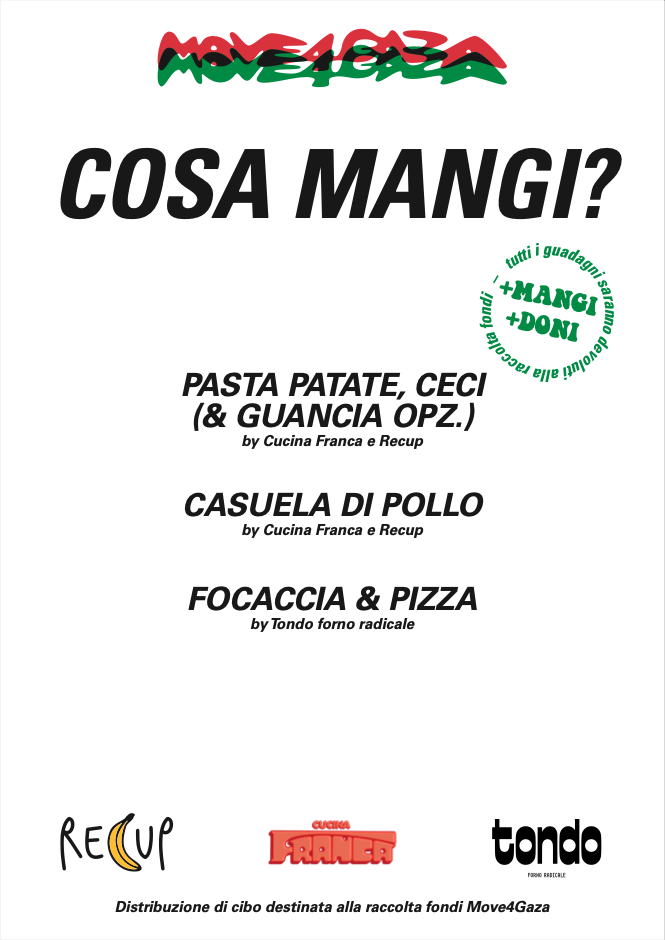 MOVE4GAZA
MOVE4GAZA
COSA MANGI?
tutti i guadagni saranno devoluti alla raccolta fondi –
+MANGI
+DONI
PASTA PATATE, CECI
(& GUANCIA OPZ.)
by Cucina Franca e Recup
CASUELA DI POLLO
by Cucina Franca e Recup
FOCACCIA & PIZZA
by Tondo forno radicale
RECUP
CUCINA
FRANCA
tondo
FORNO RADICALE
Distribuzione di cibo destinata alla raccolta fondi Move4Gaza